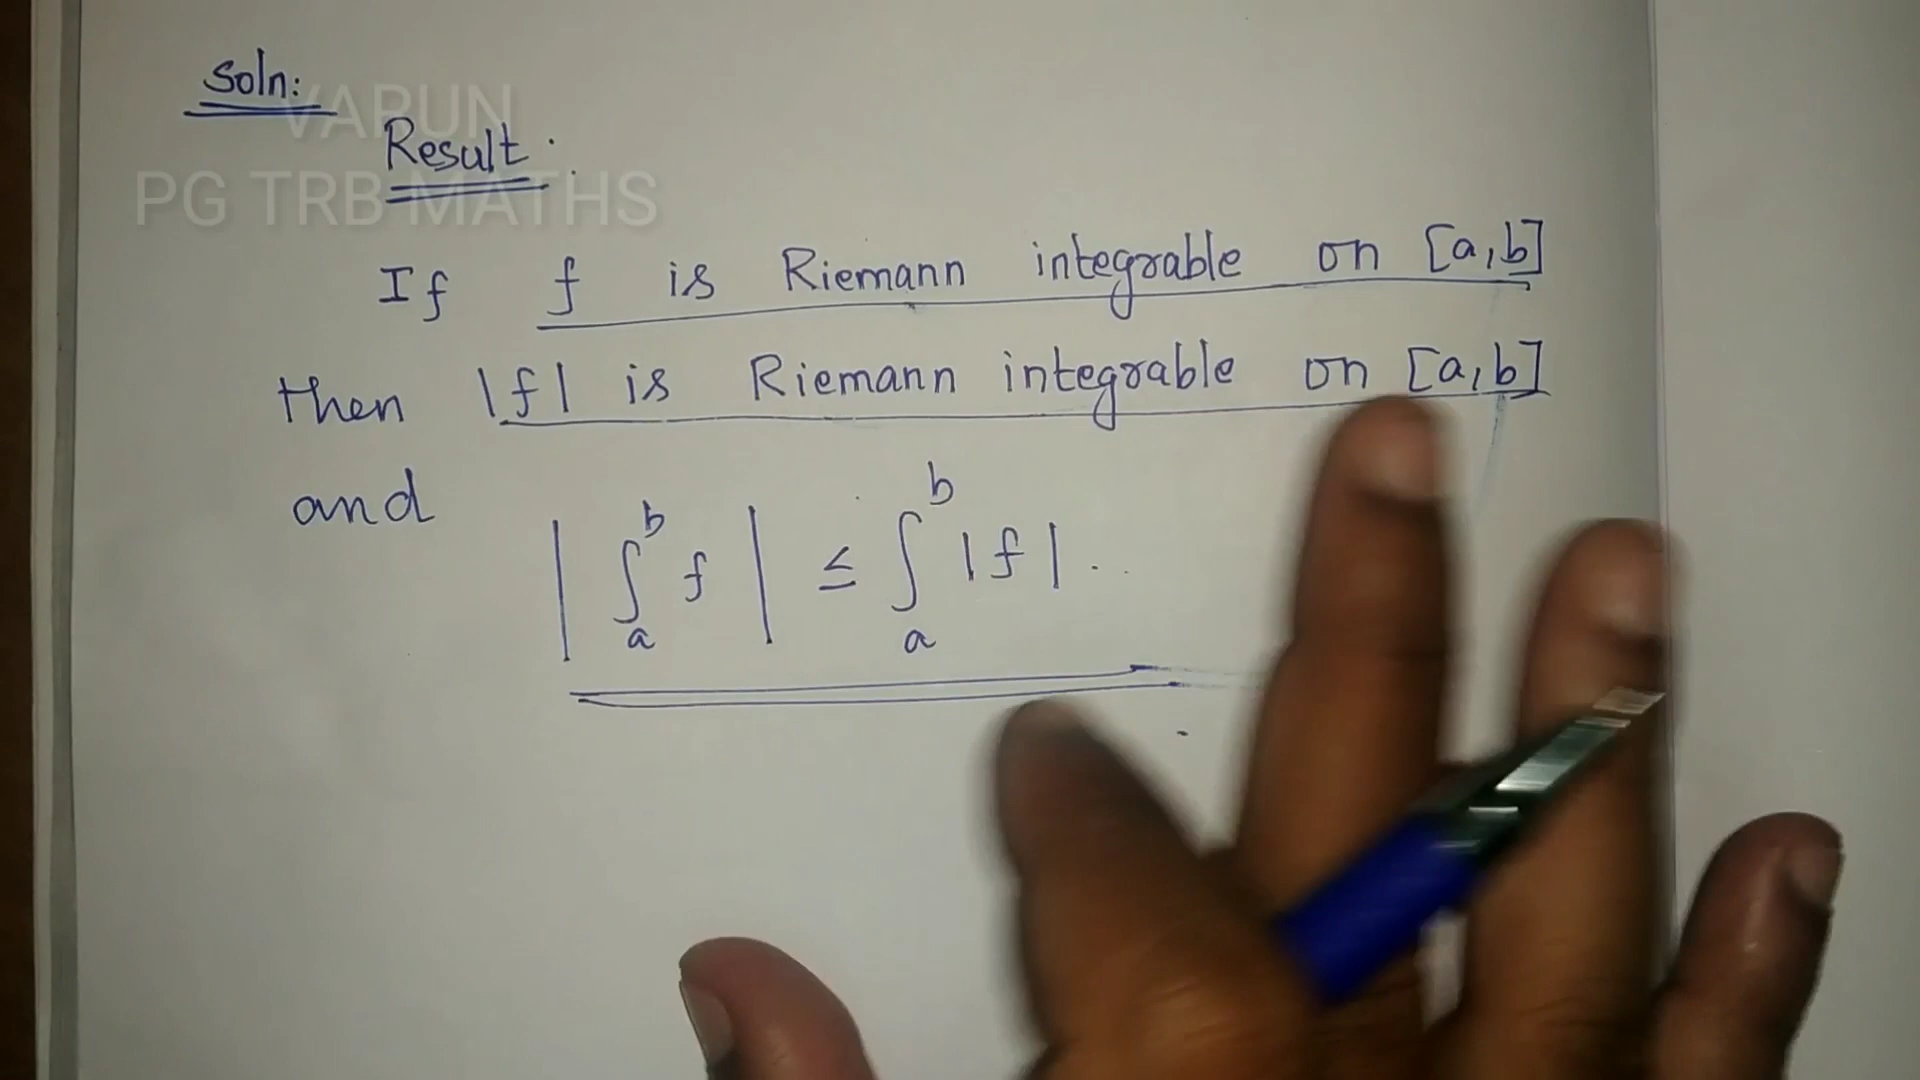 Soln:
VARUN
Result:
PG TRB MATHS
If f is Riemann integrable on [a,b]
then |f| is Riemann integrable on [a,b]
and | ∫_a^b f | ≤ ∫_a^b |f|.